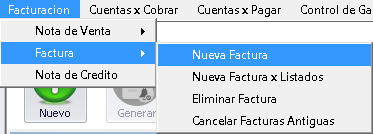 Facturacion Cuentas x Cobrar Cuentas x Pagar Control de Ga
Nota de Venta
Factura
Nota de Credito
Nueva Factura
Nueva Factura x Listados
Eliminar Factura
Cancelar Facturas Antiguas
Nuevo Generar